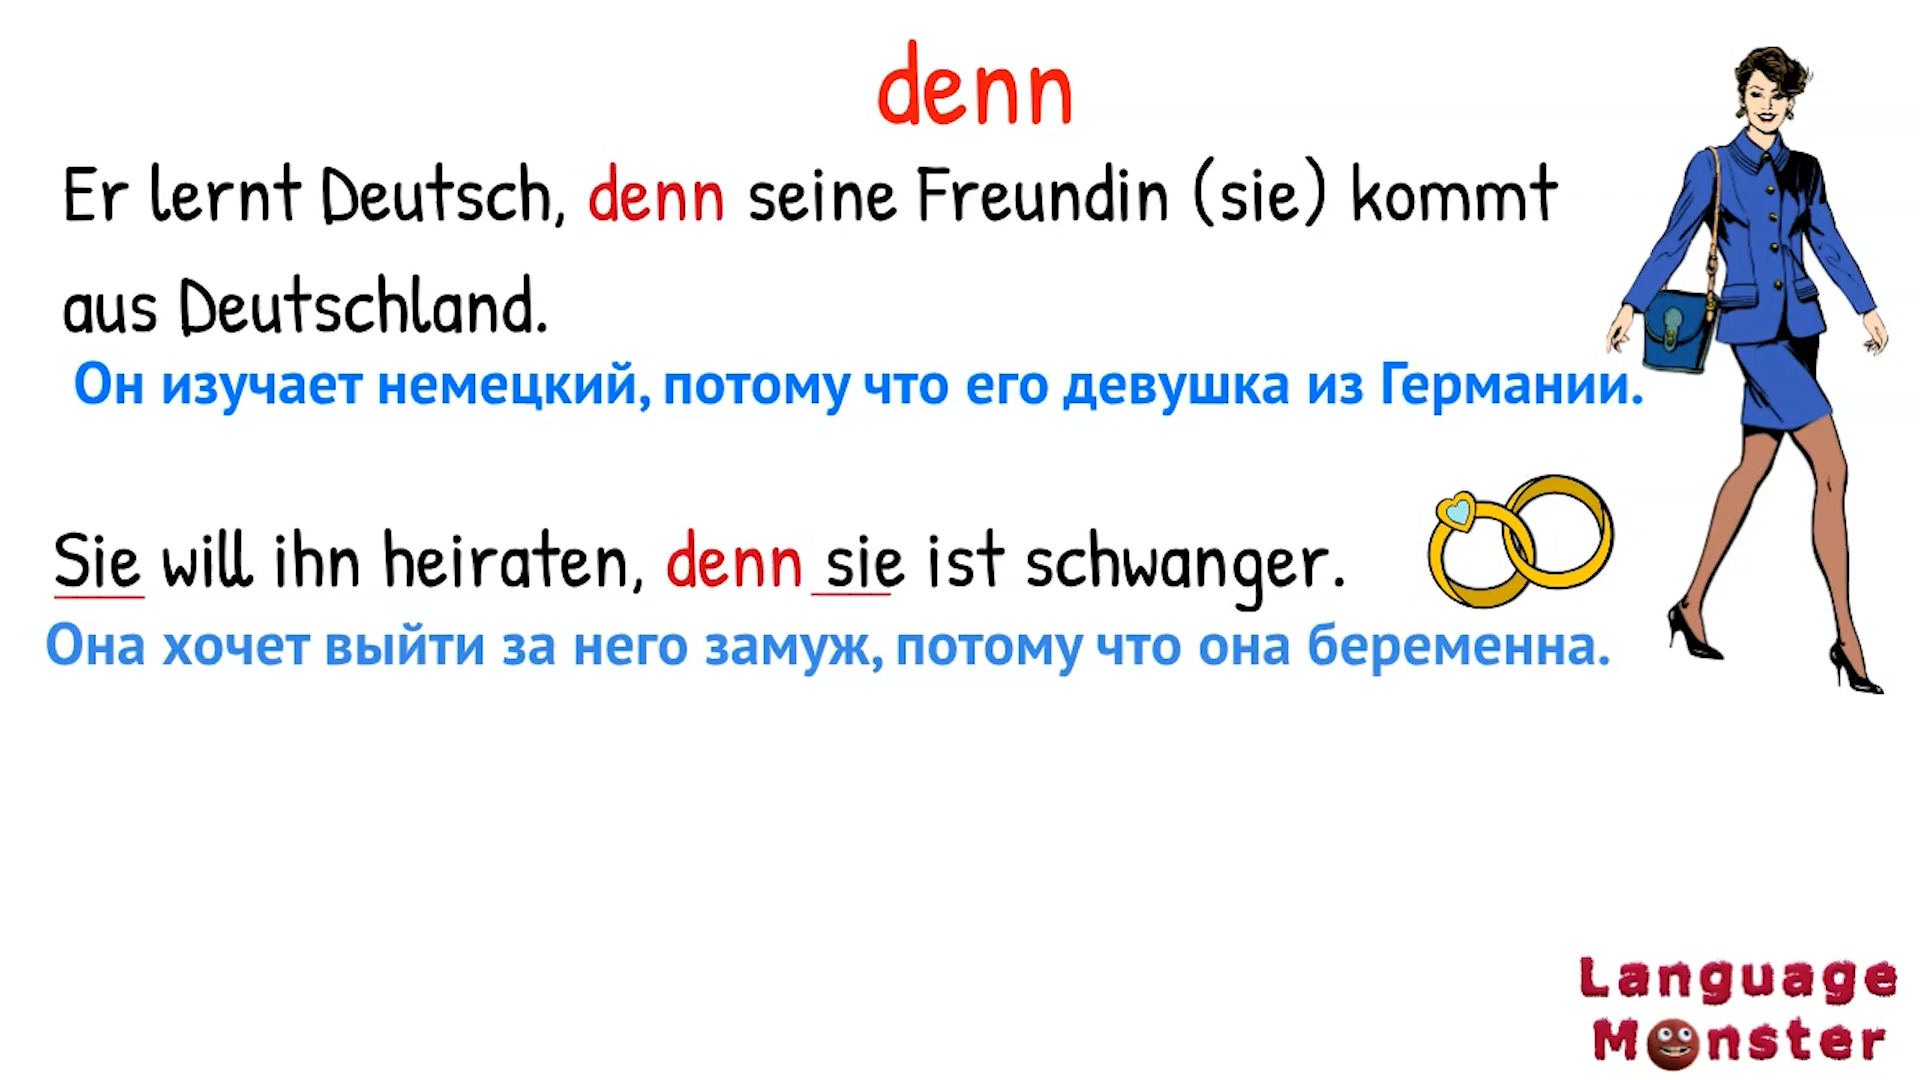 denn
Er lernt Deutsch, denn seine Freundin (sie) kommt
aus Deutschland.
Он изучает немецкий, потому что его девушка из Германии.
Sie will ihn heiraten, denn sie ist schwanger.
Она хочет выйти за него замуж, потому что она беременна.
Language
Monster